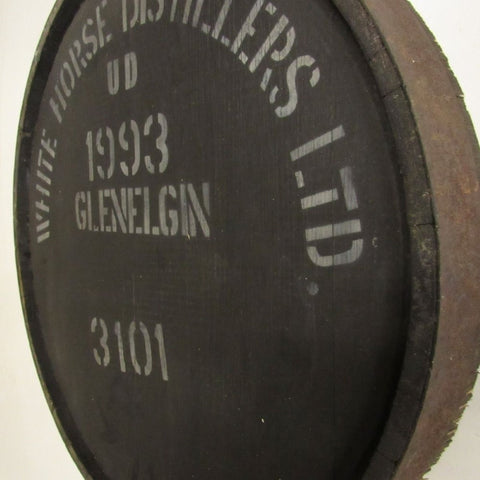 WHITE HORSE DISTILLERS LTD.
UD
1993
GLENELGIN
3101